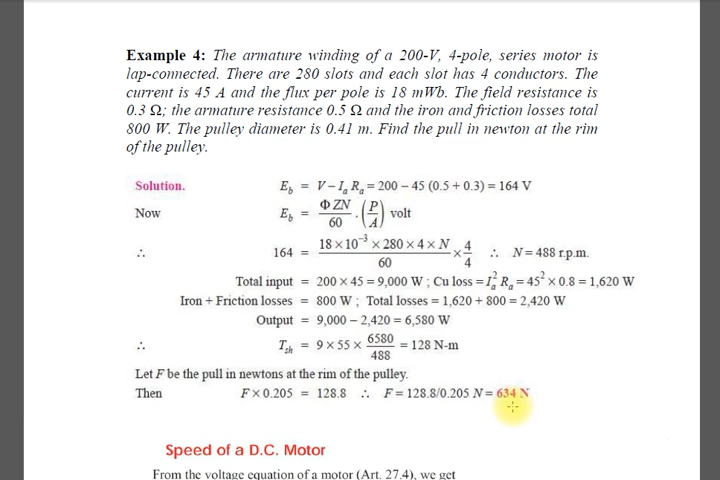 Example 4: The armature winding of a 200-V, 4-pole, series motor is
lap-connected. There are 280 slots and each slot has 4 conductors. The
current is 45 A and the flux per pole is 18 mWb. The field resistance is
0.3 Ω; the armature resistance 0.5 Ω and the iron and friction losses total
800 W. The pulley diameter is 0.41 m. Find the pull in newton at the rim
of the pulley.
Solution. E_b = V – I_a R_a = 200 – 45 (0.5 + 0.3) = 164 V
Now E_b = ΦZN/60 . (P/A) volt
∴ 164 = 18 × 10^–3 × 280 × 4 × N/60 × 4/4 ∴ N = 488 r.p.m.
Total input = 200 × 45 = 9,000 W ; Cu loss = I_a^2 R_a = 45^2 × 0.8 = 1,620 W
Iron + Friction losses = 800 W ; Total losses = 1,620 + 800 = 2,420 W
Output = 9,000 – 2,420 = 6,580 W
∴ T_sh = 9 × 55 × 6580/488 = 128 N-m
Let F be the pull in newtons at the rim of the pulley.
Then F × 0.205 = 128.8 ∴ F = 128.8/0.205 N = 634 N
Speed of a D.C. Motor
From the voltage equation of a motor (Art. 27.4), we get